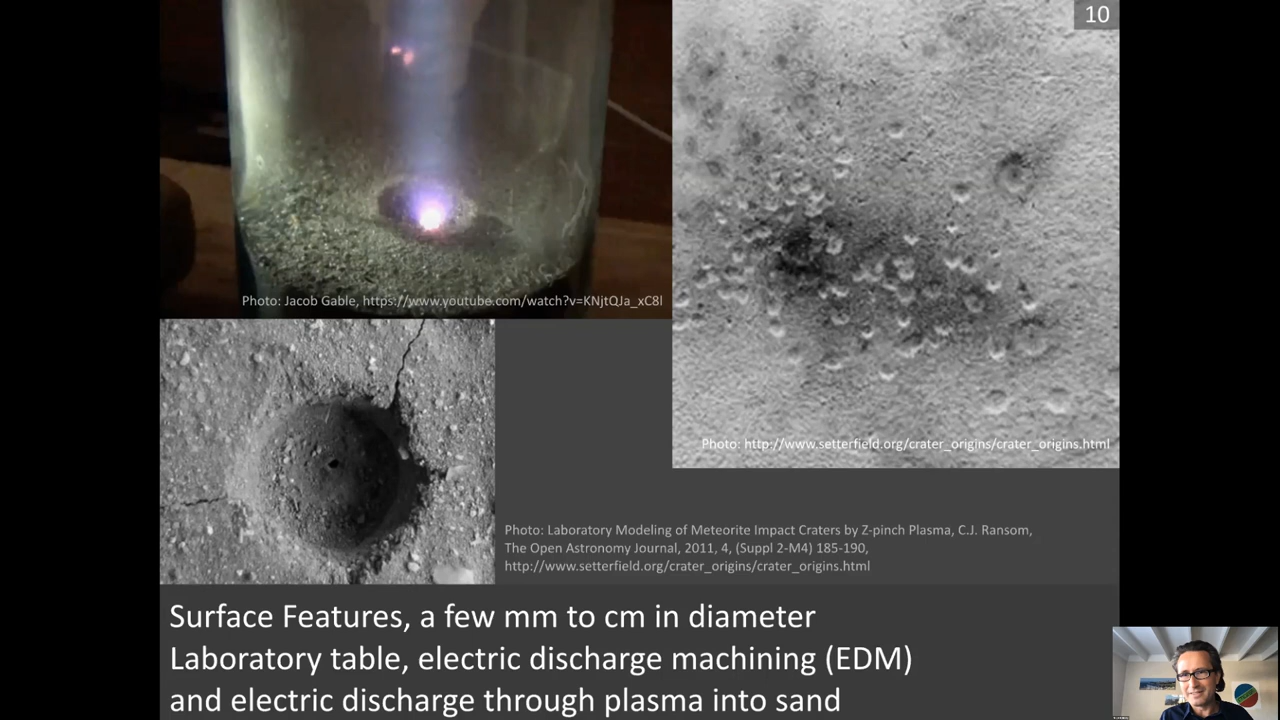 10
Photo: Jacob Gable, https://www.youtube.com/watch?v=KNjtQJa_xC8I
Photo: http://www.setterfield.org/crater_origins/crater_origins.html
Photo: Laboratory Modeling of Meteorite Impact Craters by Z-pinch Plasma, C.J. Ransom,
The Open Astronomy Journal, 2011, 4, (Suppl 2-M4) 185-190,
http://www.setterfield.org/crater_origins/crater_origins.html
Surface Features, a few mm to cm in diameter
Laboratory table, electric discharge machining (EDM)
and electric discharge through plasma into sand